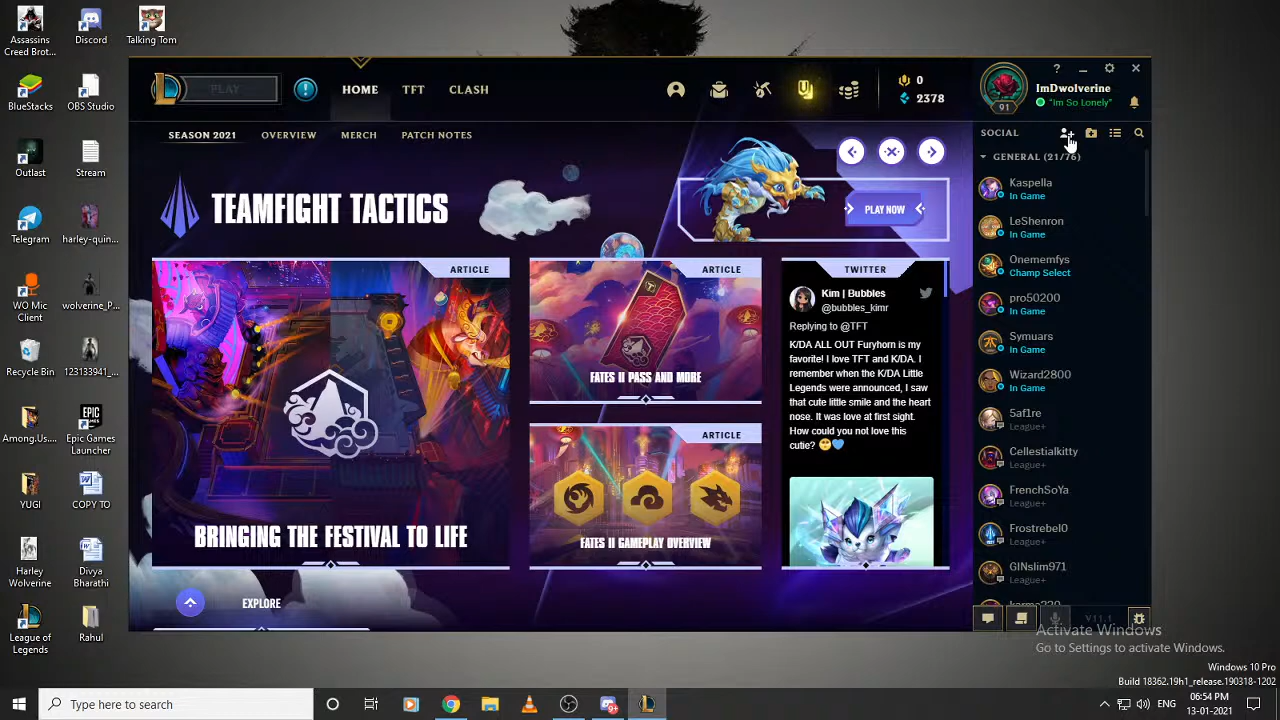 Assassins
Creed Brot...
Discord
Talking Tom
BlueStacks
OBS Studio
Outlast
Stream
Telegram
harley-quin...
WO Mic
Client
wolverine_P...
Recycle Bin
123133941_...
Among.Us....
Epic Games
Launcher
YUGI
COPY TO
Harley
Wolverine
Divya
Bharathi
League of
Legends
Rahul
PLAY
HOME
TFT
CLASH
0
2378
91
ImDwolverine
"Im So Lonely"
SEASON 2021
OVERVIEW
MERCH
PATCH NOTES
TEAMFIGHT TACTICS
PLAY NOW
ARTICLE
BRINGING THE FESTIVAL TO LIFE
ARTICLE
FATES II PASS AND MORE
ARTICLE
FATES II GAMEPLAY OVERVIEW
TWITTER
Kim | Bubbles
@bubbles_kimr
Replying to @TFT
K/DA ALL OUT Furyhorn is my
favorite! I love TFT and K/DA. I
remember when the K/DA Little
Legends were announced, I saw
that cute little smile and the heart
nose. It was love at first sight.
How could you not love this
cutie?
EXPLORE
SOCIAL
GENERAL (21/76)
Kaspella
In Game
LeShenron
In Game
Onememfys
Champ Select
pro50200
In Game
Symuars
In Game
Wizard2800
In Game
5af1re
League+
Cellestialkitty
League+
FrenchSoYa
League+
Frostrebel0
League+
GINslim971
League+
V11.1
Activate Windows
Go to Settings to activate Windows.
Windows 10 Pro
Build 18362.19h1_release.190318-1202
Type here to search
06:54 PM
13-01-2021